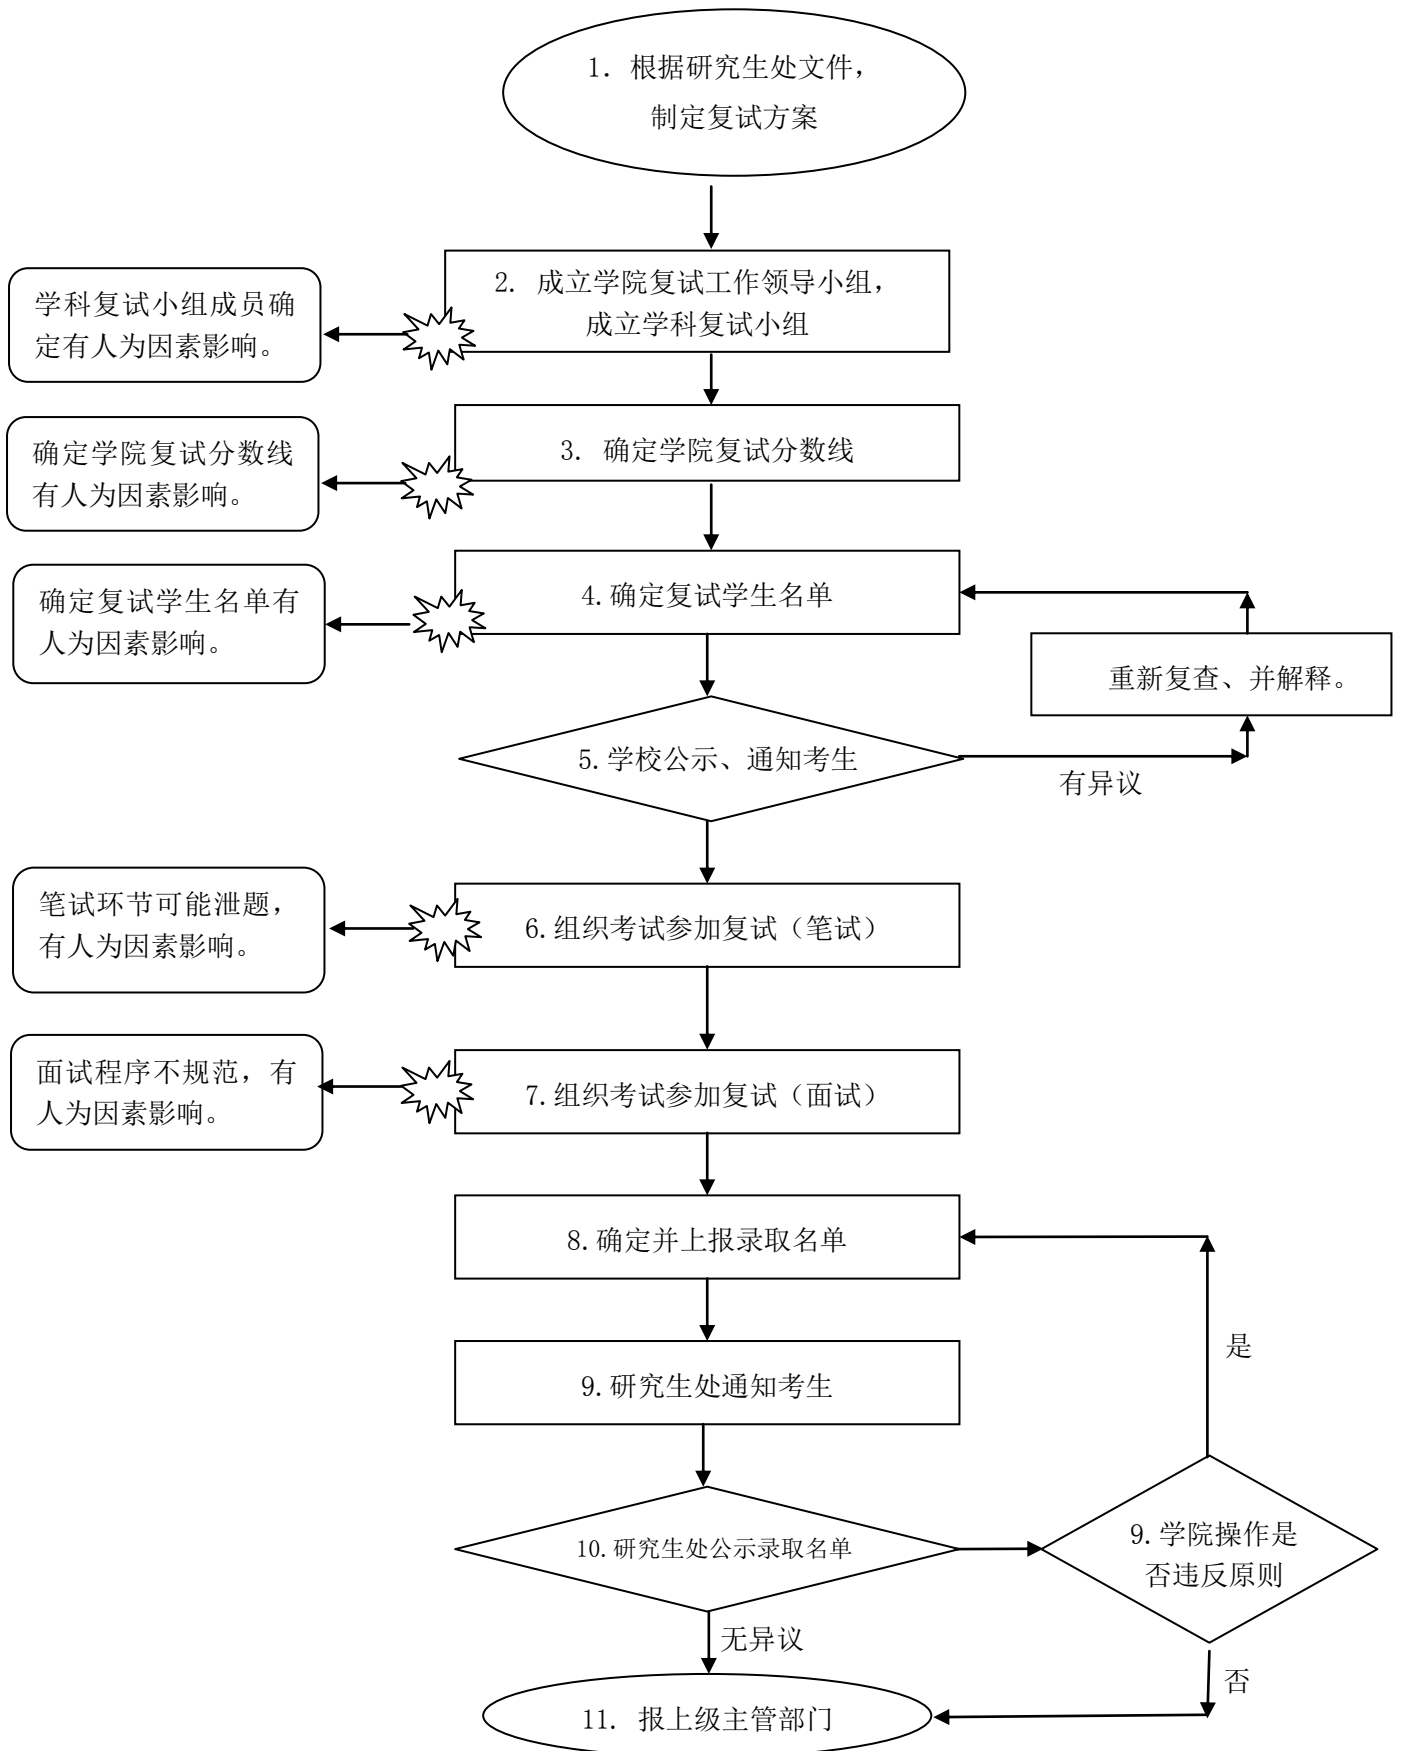 1. 根据研究生处文件，
制定复试方案
2. 成立学院复试工作领导小组，
成立学科复试小组
学科复试小组成员确
定有人为因素影响。
3. 确定学院复试分数线
确定学院复试分数线
有人为因素影响。
4.确定复试学生名单
确定复试学生名单有
人为因素影响。
重新复查、并解释。
5.学校公示、通知考生
有异议
笔试环节可能泄题，
有人为因素影响。
6.组织考试参加复试（笔试）
面试程序不规范，有
人为因素影响。
7.组织考试参加复试（面试）
8.确定并上报录取名单
是
9.研究生处通知考生
10.研究生处公示录取名单
9.学院操作是
否违反原则
无异议
否
11. 报上级主管部门